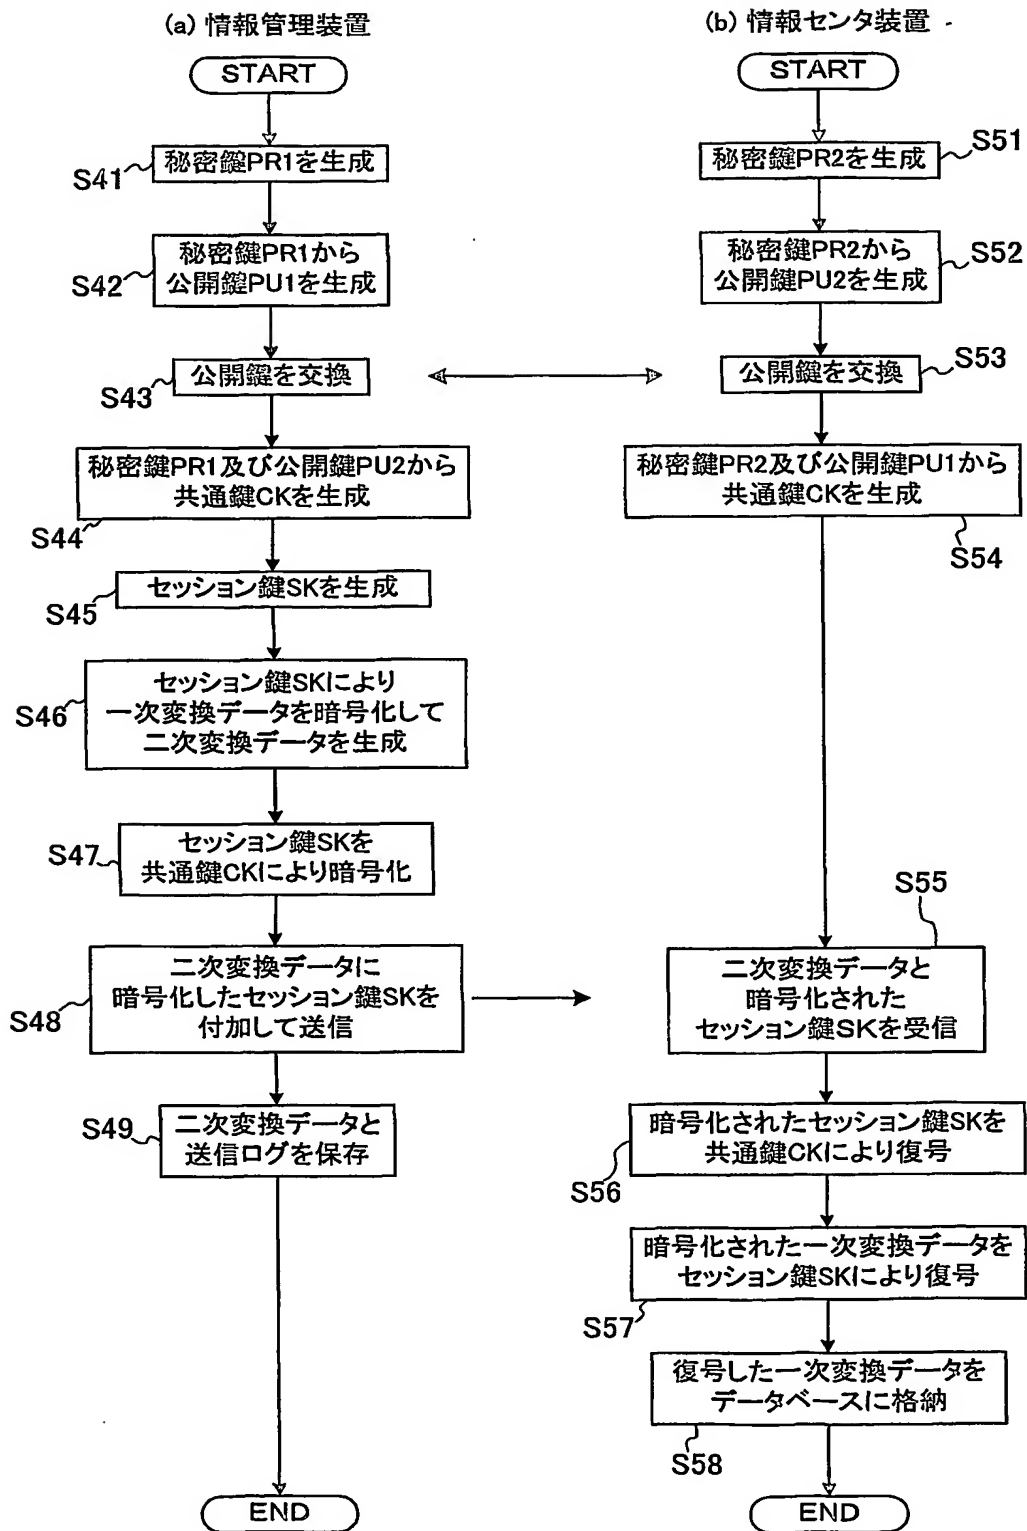 (a) 情報管理装置
START
S41
秘密鍵PR1を生成
S42
秘密鍵PR1から
公開鍵PU1を生成
S43
公開鍵を交換
秘密鍵PR1及び公開鍵PU2から
共通鍵CKを生成
S44
S45
セッション鍵SKを生成
S46
セッション鍵SKにより
一次変換データを暗号化して
二次変換データを生成
S47
セッション鍵SKを
共通鍵CKにより暗号化
S48
二次変換データに
暗号化したセッション鍵SKを
付加して送信
S49
二次変換データと
送信ログを保存
END
(b) 情報センタ装置
START
S51
秘密鍵PR2を生成
S52
秘密鍵PR2から
公開鍵PU2を生成
S53
公開鍵を交換
秘密鍵PR2及び公開鍵PU1から
共通鍵CKを生成
S54
S55
二次変換データと
暗号化された
セッション鍵SKを受信
暗号化されたセッション鍵SKを
共通鍵CKにより復号
S56
暗号化された一次変換データを
セッション鍵SKにより復号
S57
復号した一次変換データを
データベースに格納
S58
END